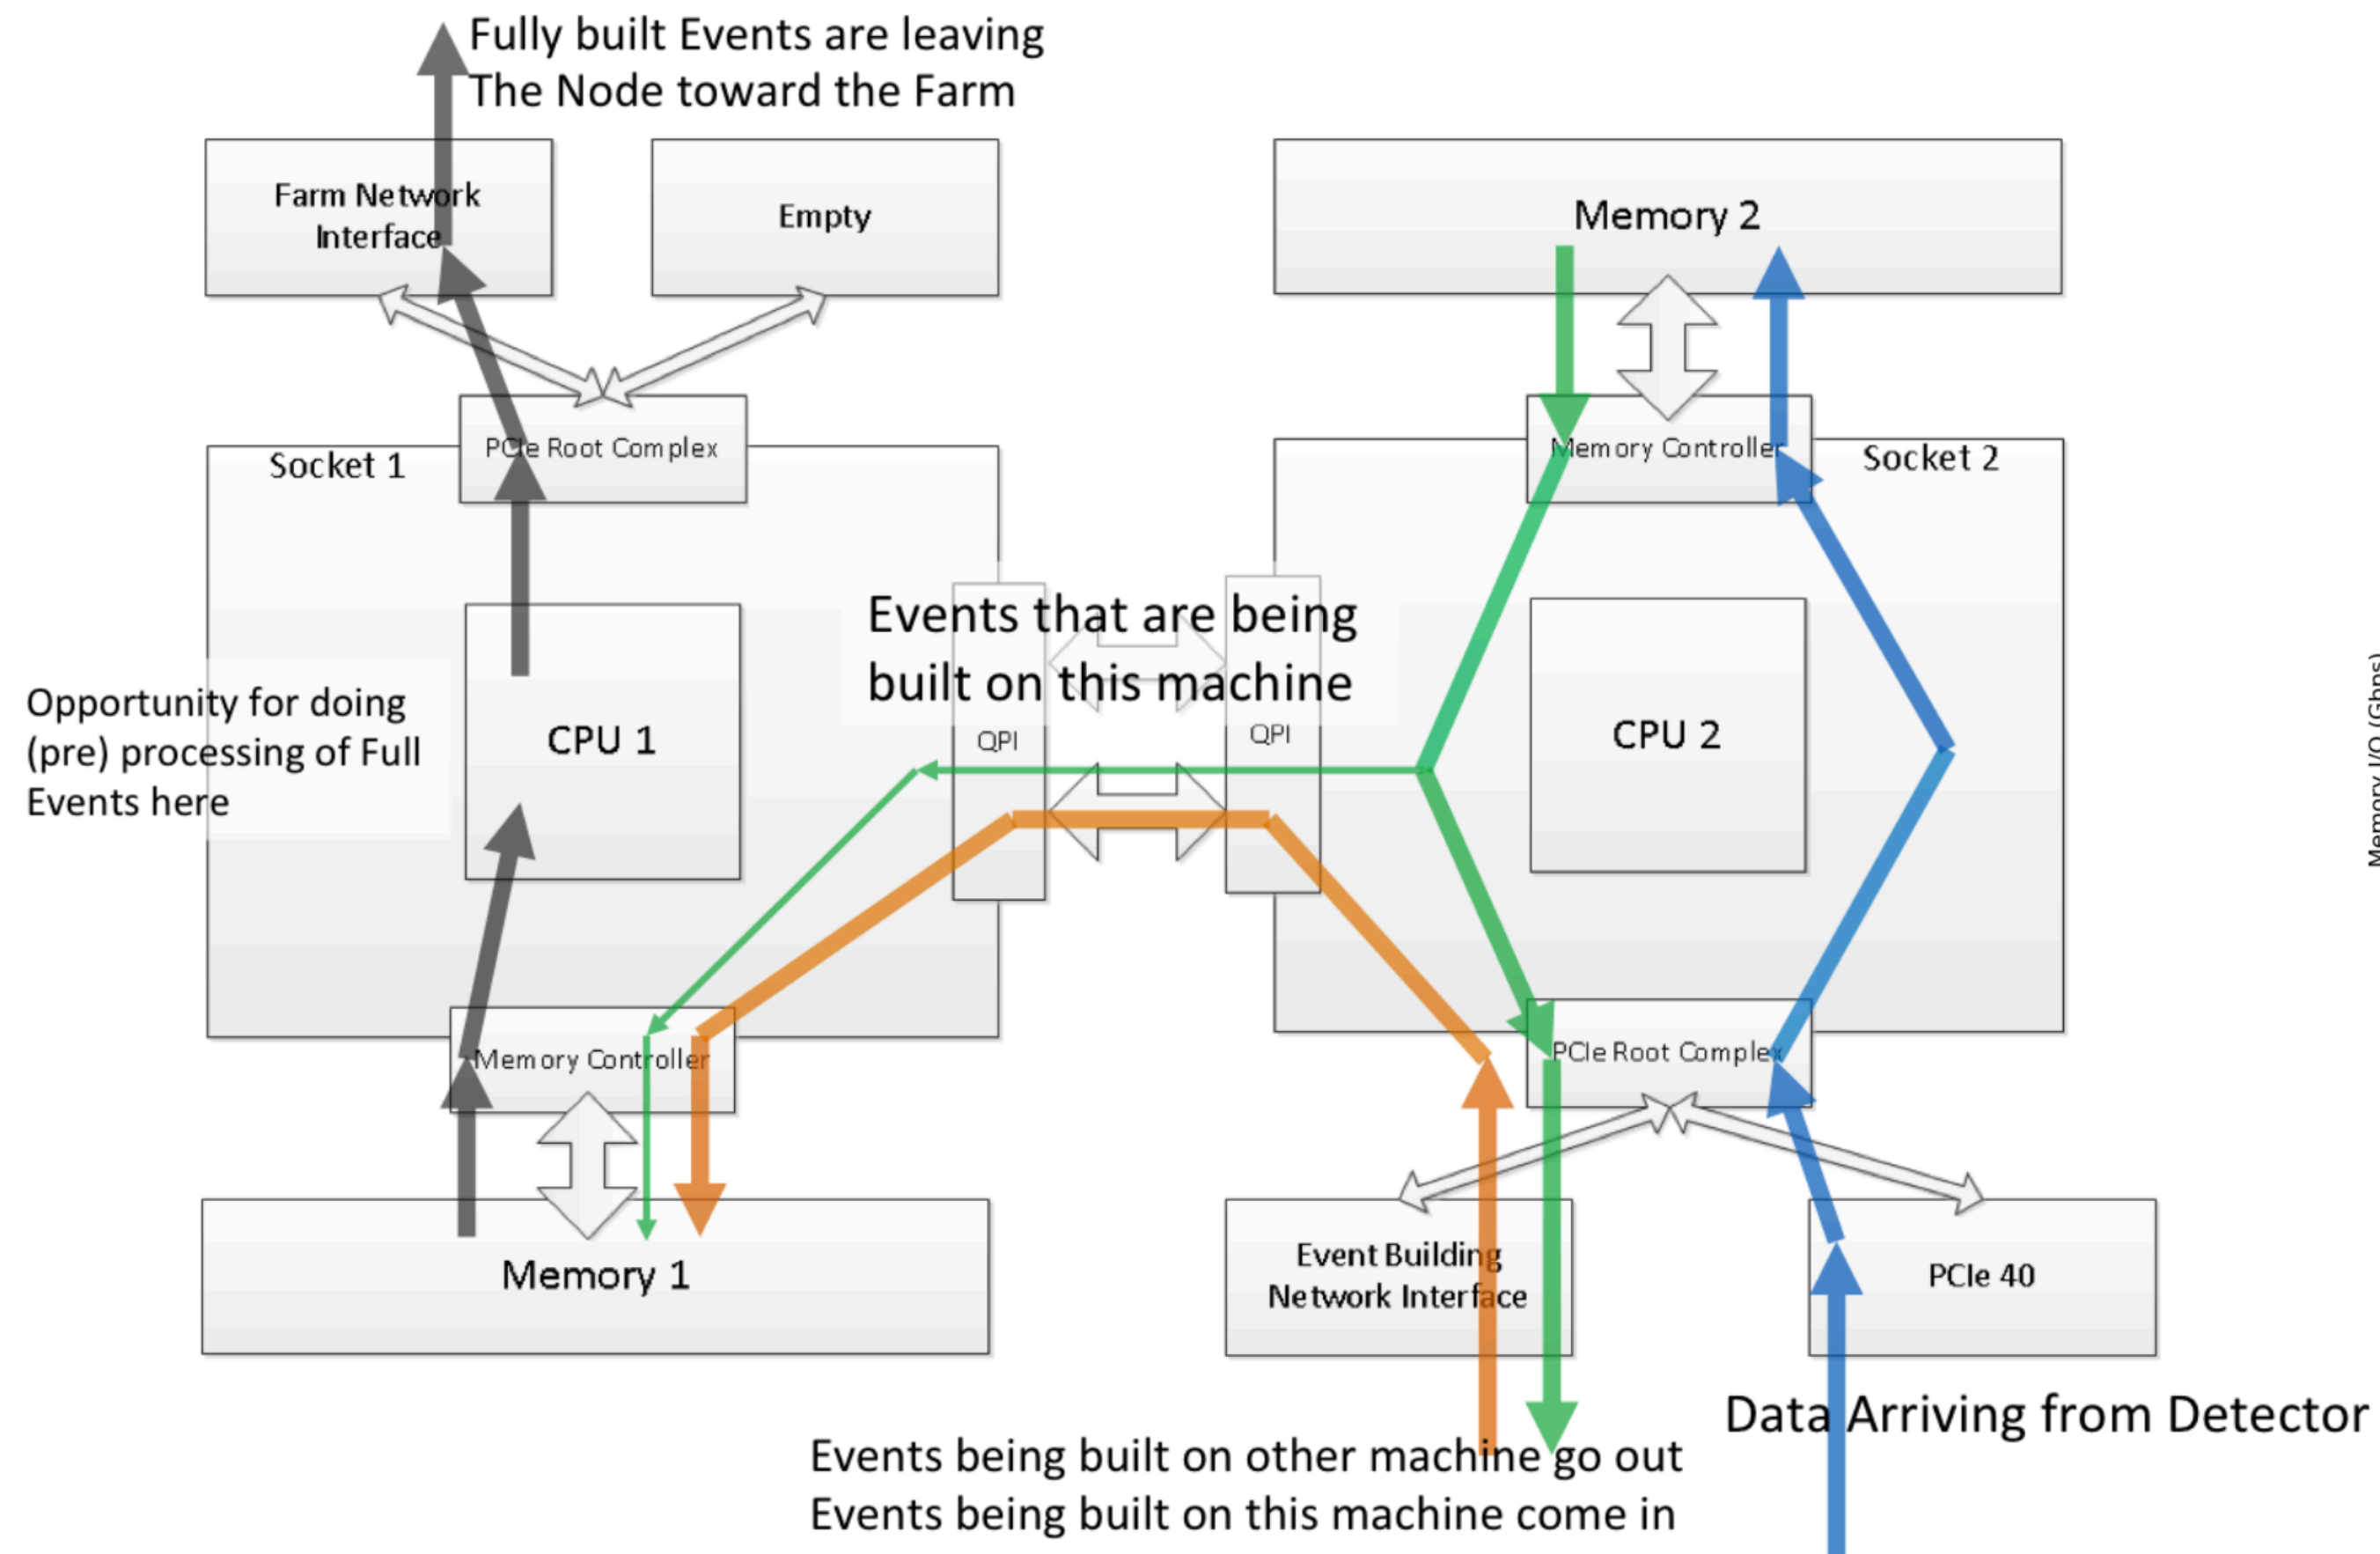 Fully built Events are leaving
The Node toward the Farm
Farm Network
Interface
Empty
Memory 2
PCIe Root Complex
Socket 1
Memory Controller
Socket 2
Events that are being
built on this machine
QPI
QPI
Opportunity for doing
(pre) processing of Full
Events here
CPU 1
CPU 2
Memory I/O (Gbps)
Memory Controller
PCIe Root Complex
Memory 1
Event Building
Network Interface
PCIe 40
Data Arriving from Detector
Events being built on other machine go out
Events being built on this machine come in